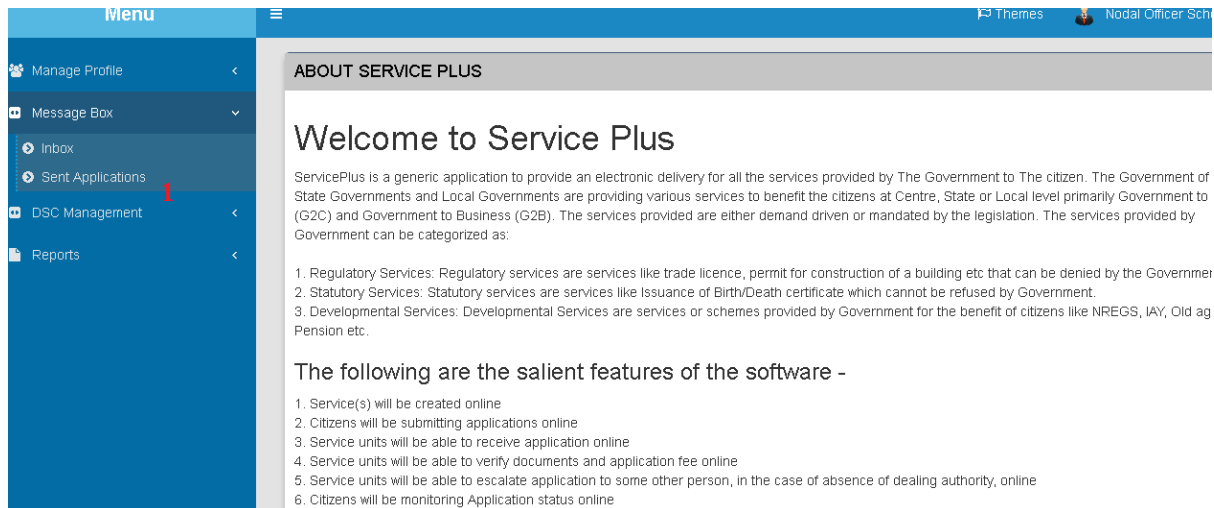 Menu
Themes
Nodal Officer
Manage Profile
Message Box
Inbox
Sent Applications
1
DSC Management
Reports
ABOUT SERVICE PLUS
Welcome to Service Plus
ServicePlus is a generic application to provide an electronic delivery for all the services provided by The Government to The citizen. The Government of
State Governments and Local Governments are providing various services to benefit the citizens at Centre, State or Local level primarily Government to
(G2C) and Government to Business (G2B). The services provided are either demand driven or mandated by the legislation. The services provided by
Government can be categorized as:
1. Regulatory Services: Regulatory services are services like trade licence, permit for construction of a building etc that can be denied by the
2. Statutory Services: Statutory services are services like Issuance of Birth/Death certificate which cannot be refused by Government.
3. Developmental Services: Developmental Services are services or schemes provided by Government for the benefit of citizens like NREGS, IAY, Old
Pension etc.
The following are the salient features of the software -
1. Service(s) will be created online
2. Citizens will be submitting applications online
3. Service units will be able to receive application online
4. Service units will be able to verify documents and application fee online
5. Service units will be able to escalate application to some other person, in the case of absence of dealing authority, online
6. Citizens will be monitoring Application status online